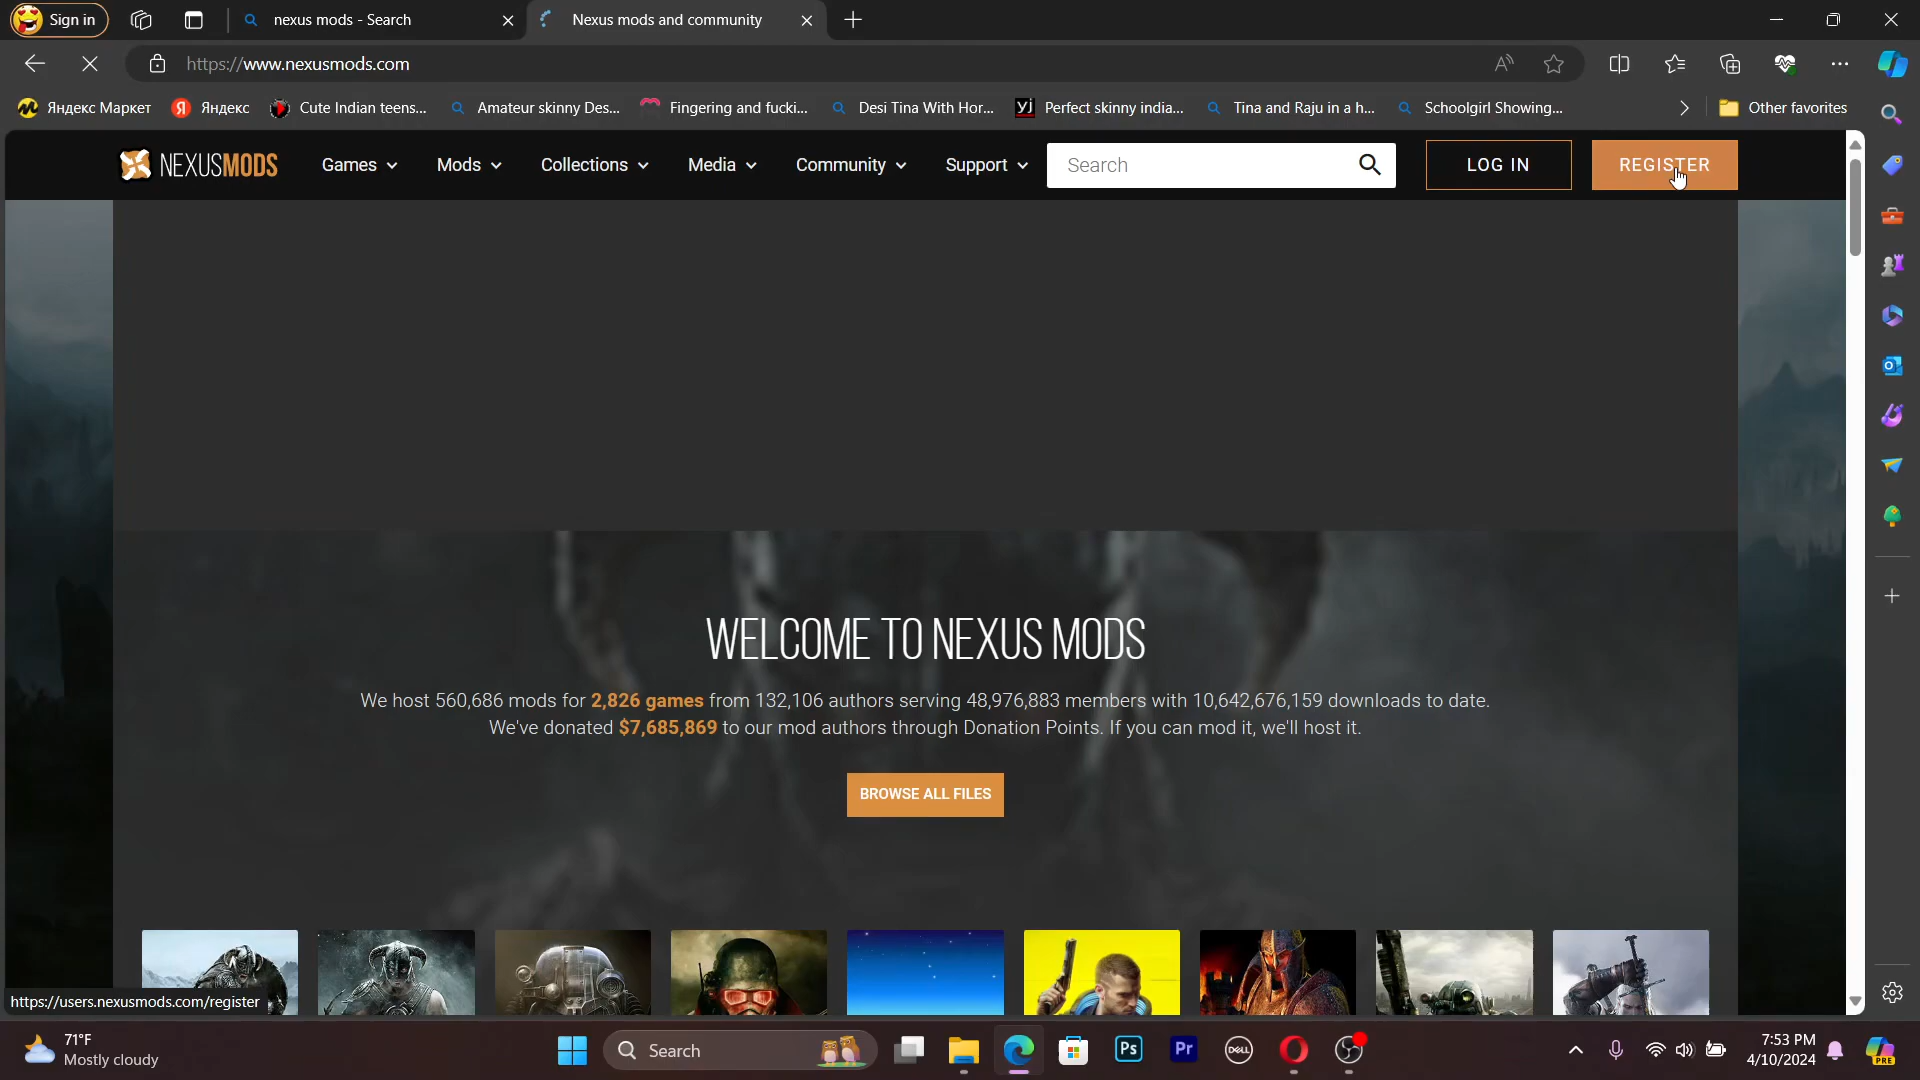 Sign in
nexus mods - Search
Nexus mods and community
https://www.nexusmods.com
Яндекс Маркет Яндекс Cute Indian teens... Amateur skinny Des... Fingering and fucki... Desi Tina With Hor... Perfect skinny india... Tina and Raju in a h... Schoolgirl Showing... Other favorites
NEXUSMODS Games Mods Collections Media Community Support Search LOG IN REGISTER
WELCOME TO NEXUS MODS
We host 560,686 mods for 2,826 games from 132,106 authors serving 48,976,883 members with 10,642,676,159 downloads to date.
We've donated $7,685,869 to our mod authors through Donation Points. If you can mod it, we'll host it.
BROWSE ALL FILES
https://users.nexusmods.com/register
71°F
Mostly cloudy
Search
Ps
Pr
DELL
7:53 PM
4/10/2024
PRE